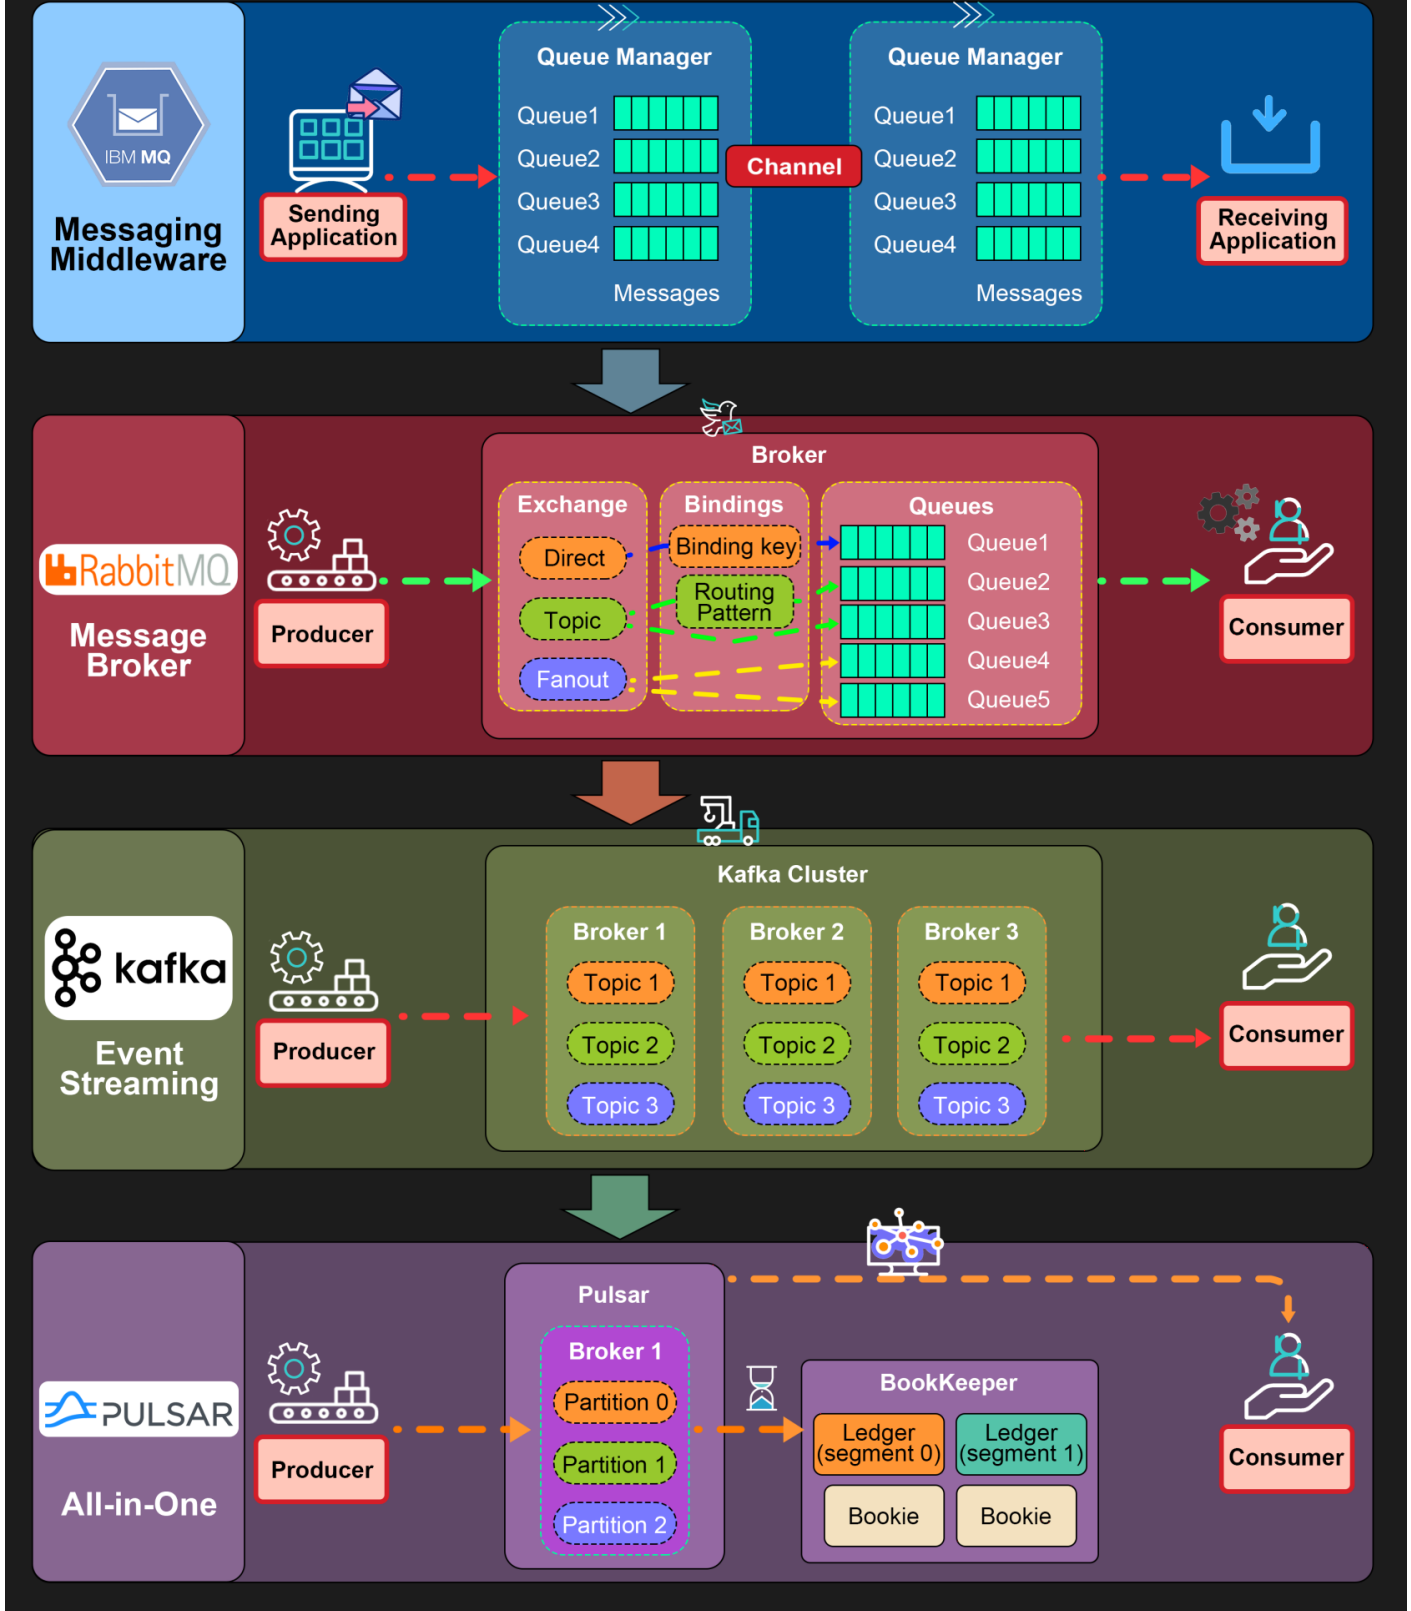 IBM MQ
Messaging
Middleware
Sending
Application
Queue Manager
Queue1
Queue2
Queue3
Queue4
Messages
Channel
Queue Manager
Queue1
Queue2
Queue3
Queue4
Messages
Receiving
Application
RabbitMQ
Message
Broker
Producer
Broker
Exchange
Direct
Topic
Fanout
Bindings
Binding key
Routing
Pattern
Queues
Queue1
Queue2
Queue3
Queue4
Queue5
Consumer
kafka
Event
Streaming
Producer
Kafka Cluster
Broker 1
Topic 1
Topic 2
Topic 3
Broker 2
Topic 1
Topic 2
Topic 3
Broker 3
Topic 1
Topic 2
Topic 3
Consumer
PULSAR
All-in-One
Producer
Pulsar
Broker 1
Partition 0
Partition 1
Partition 2
BookKeeper
Ledger
(segment 0)
Ledger
(segment 1)
Bookie
Bookie
Consumer